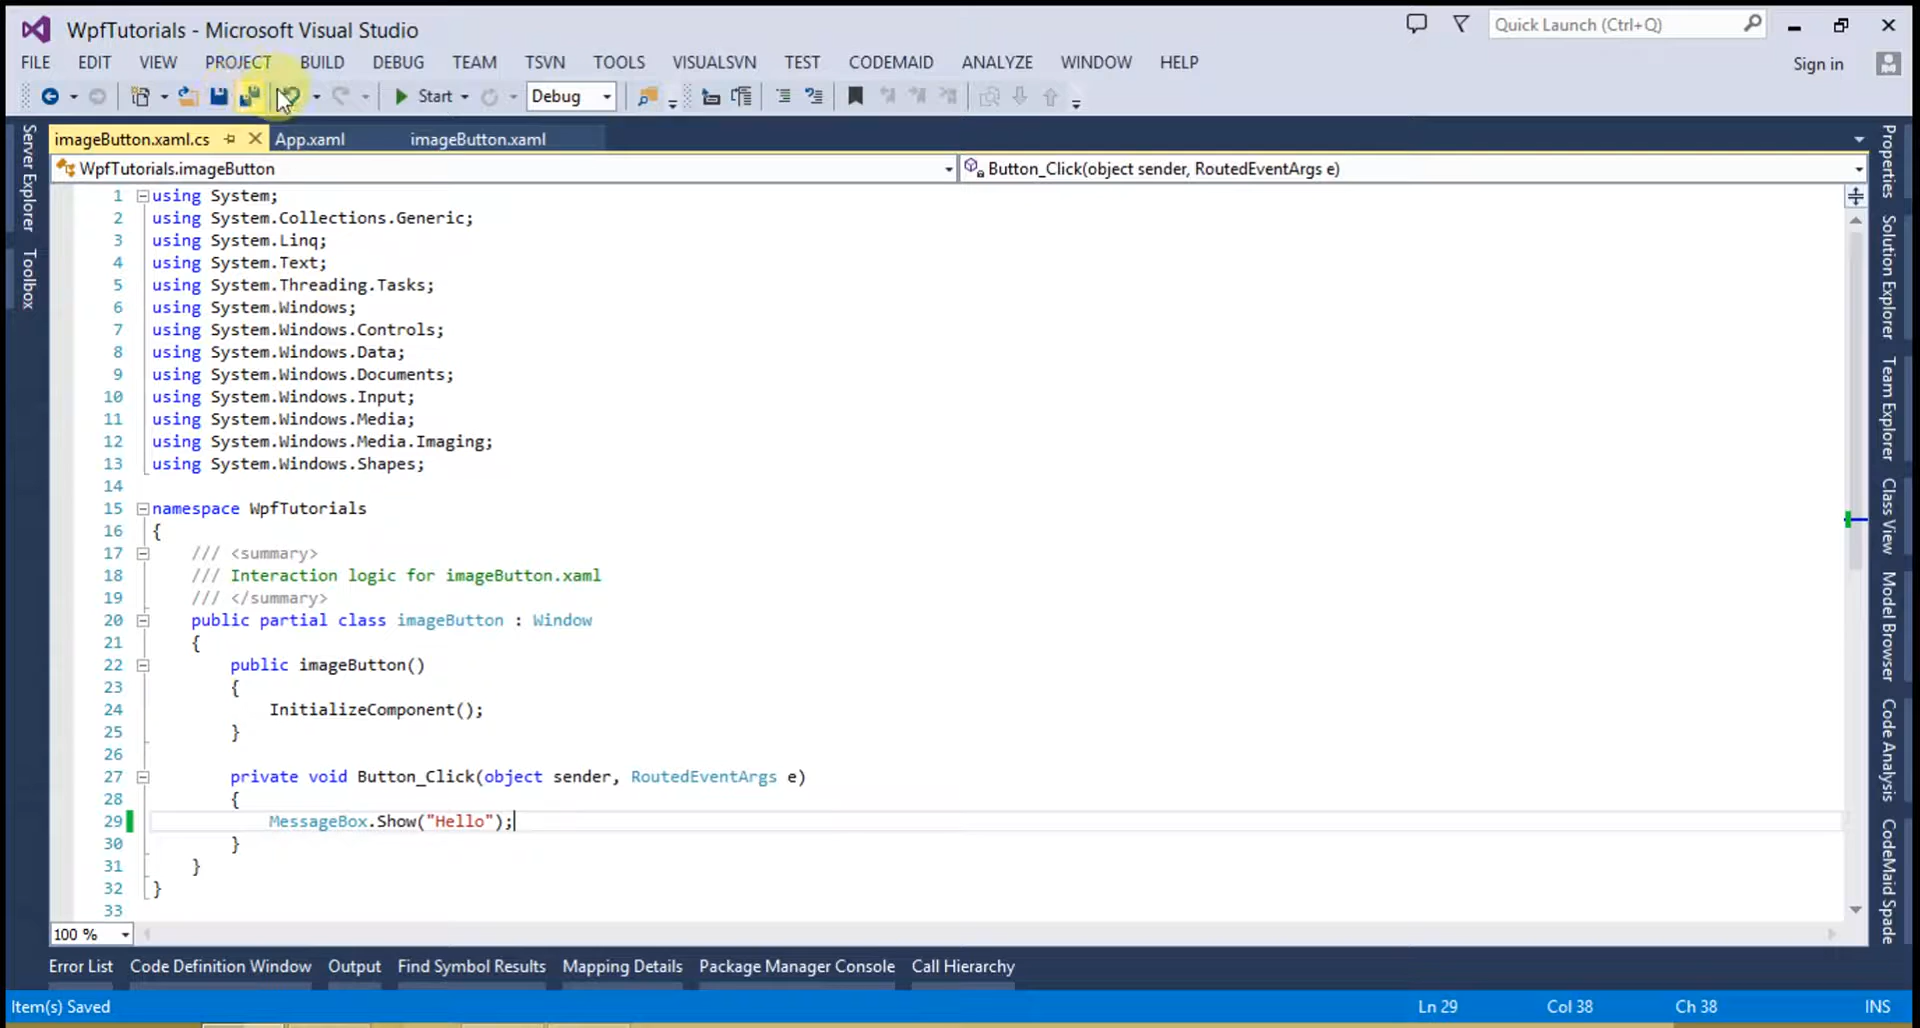 WpfTutorials - Microsoft Visual Studio
Quick Launch (Ctrl+Q)
FILE EDIT VIEW PROJECT BUILD DEBUG TEAM TSVN TOOLS VISUALSVN TEST CODEMAID ANALYZE WINDOW HELP
Sign in
Start Debug
imageButton.xaml.cs App.xaml imageButton.xaml
WpfTutorials.imageButton
Button_Click(object sender, RoutedEventArgs e)
1 using System;
2 using System.Collections.Generic;
3 using System.Linq;
4 using System.Text;
5 using System.Threading.Tasks;
6 using System.Windows;
7 using System.Windows.Controls;
8 using System.Windows.Data;
9 using System.Windows.Documents;
10 using System.Windows.Input;
11 using System.Windows.Media;
12 using System.Windows.Media.Imaging;
13 using System.Windows.Shapes;
14
15 namespace WpfTutorials
16 {
17 /// <summary>
18 /// Interaction logic for imageButton.xaml
19 /// </summary>
20 public partial class imageButton : Window
21 {
22 public imageButton()
23 {
24 InitializeComponent();
25 }
26
27 private void Button_Click(object sender, RoutedEventArgs e)
28 {
29 MessageBox.Show("Hello");
30 }
31 }
32 }
33
100 %
Server Explorer
Toolbox
Properties
Solution Explorer
Team Explorer
Class View
Model Browser
Code Analysis
CodeMaid Spade
Error List Code Definition Window Output Find Symbol Results Mapping Details Package Manager Console Call Hierarchy
Item(s) Saved
Ln 29 Col 38 Ch 38 INS